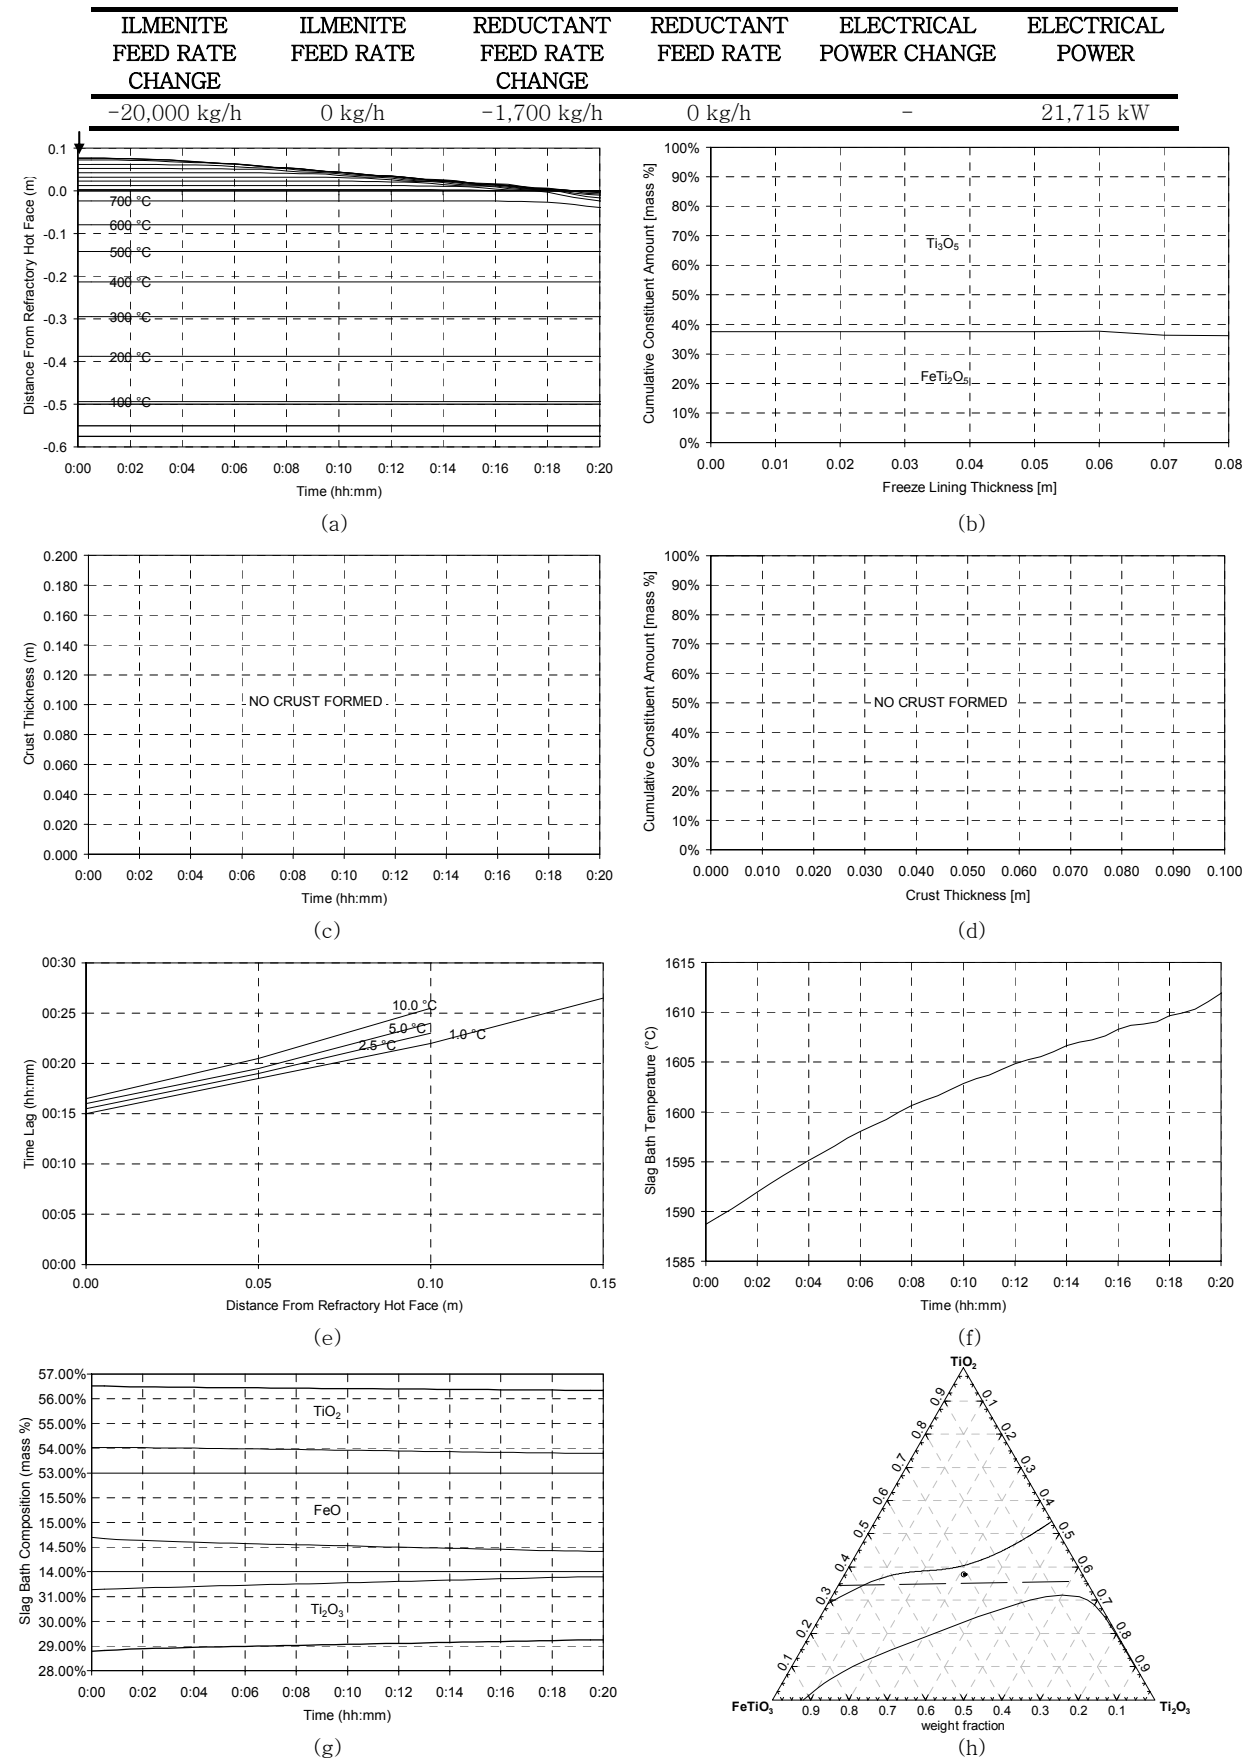 ILMENITE FEED RATE CHANGE
ILMENITE FEED RATE
REDUCTANT FEED RATE CHANGE
REDUCTANT FEED RATE
ELECTRICAL POWER CHANGE
ELECTRICAL POWER
-20,000 kg/h 0 kg/h -1,700 kg/h 0 kg/h - 21,715 kW
Distance From Refractory Hot Face (m)
0.1
0.0
-0.1
-0.2
-0.3
-0.4
-0.5
-0.6
700 °C
600 °C
500 °C
400 °C
300 °C
200 °C
100 °C
0:00 0:02 0:04 0:06 0:08 0:10 0:12 0:14 0:16 0:18 0:20
Time (hh:mm)
(a)
Cumulative Constituent Amount [mass %]
100%
90%
80%
70%
60%
50%
40%
30%
20%
10%
0%
Ti₃O₅
FeTi₂O₅
0.00 0.01 0.02 0.03 0.04 0.05 0.06 0.07 0.08
Freeze Lining Thickness [m]
(b)
Crust Thickness (m)
0.200
0.180
0.160
0.140
0.120
0.100
0.080
0.060
0.040
0.020
0.000
NO CRUST FORMED
0:00 0:02 0:04 0:06 0:08 0:10 0:12 0:14 0:16 0:18 0:20
Time (hh:mm)
(c)
Cumulative Constituent Amount [mass %]
100%
90%
80%
70%
60%
50%
40%
30%
20%
10%
0%
NO CRUST FORMED
0.000 0.010 0.020 0.030 0.040 0.050 0.060 0.070 0.080 0.090 0.100
Crust Thickness [m]
(d)
Time Lag (hh:mm)
00:30
00:25
00:20
00:15
00:10
00:05
00:00
10.0 °C
5.0 °C
2.5 °C
1.0 °C
0.00 0.05 0.10 0.15
Distance From Refractory Hot Face (m)
(e)
Slag Bath Temperature (°C)
1615
1610
1605
1600
1595
1590
1585
0:00 0:02 0:04 0:06 0:08 0:10 0:12 0:14 0:16 0:18 0:20
Time (hh:mm)
(f)
Slag Bath Composition (mass %)
57.00%
56.00%
55.00%
54.00%
53.00%
15.50%
15.00%
14.50%
14.00%
31.00%
30.00%
29.00%
28.00%
TiO₂
FeO
Ti₂O₃
0:00 0:02 0:04 0:06 0:08 0:10 0:12 0:14 0:16 0:18 0:20
Time (hh:mm)
(g)
TiO₂
0.9 0.1
0.8 0.2
0.7 0.3
0.6 0.4
0.5 0.5
0.4 0.6
0.3 0.7
0.2 0.8
0.1 0.9
FeTiO₃ Ti₂O₃
0.9 0.8 0.7 0.6 0.5 0.4 0.3 0.2 0.1
weight fraction
(h)